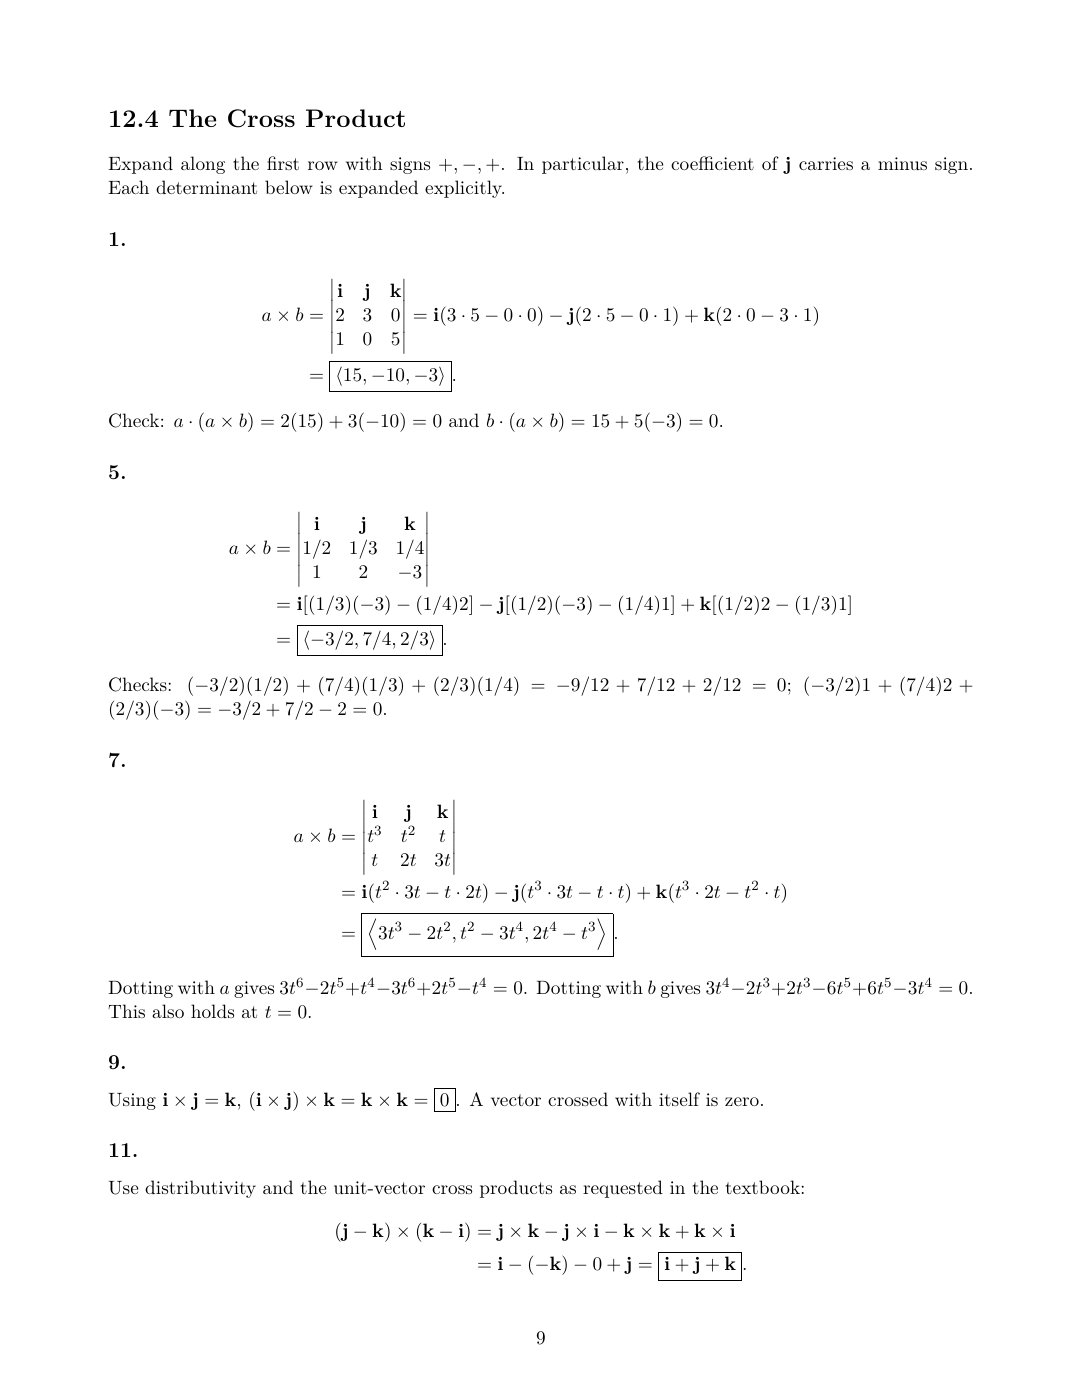 12.4 The Cross Product
Expand along the first row with signs +, −, +. In particular, the coefficient of j carries a minus sign.
Each determinant below is expanded explicitly.
1.
a × b = |i j k; 2 3 0; 1 0 5| = i(3 · 5 − 0 · 0) − j(2 · 5 − 0 · 1) + k(2 · 0 − 3 · 1)
= ⟨15, −10, −3⟩.
Check: a · (a × b) = 2(15) + 3(−10) = 0 and b · (a × b) = 15 + 5(−3) = 0.
5.
a × b = |i j k; 1/2 1/3 1/4; 1 2 −3|
= i[(1/3)(−3) − (1/4)2] − j[(1/2)(−3) − (1/4)1] + k[(1/2)2 − (1/3)1]
= ⟨−3/2, 7/4, 2/3⟩.
Checks: (−3/2)(1/2) + (7/4)(1/3) + (2/3)(1/4) = −9/12 + 7/12 + 2/12 = 0; (−3/2)1 + (7/4)2 +
(2/3)(−3) = −3/2 + 7/2 − 2 = 0.
7.
a × b = |i j k; t³ t² t; t 2t 3t|
= i(t² · 3t − t · 2t) − j(t³ · 3t − t · t) + k(t³ · 2t − t² · t)
= ⟨3t³ − 2t², t² − 3t⁴, 2t⁴ − t³⟩.
Dotting with a gives 3t⁶−2t⁵+t⁴−3t⁶+2t⁵−t⁴ = 0. Dotting with b gives 3t⁴−2t³+2t³−6t⁵+6t⁵−3t⁴ = 0.
This also holds at t = 0.
9.
Using i × j = k, (i × j) × k = k × k = 0. A vector crossed with itself is zero.
11.
Use distributivity and the unit-vector cross products as requested in the textbook:
(j − k) × (k − i) = j × k − j × i − k × k + k × i
= i − (−k) − 0 + j = i + j + k.
9